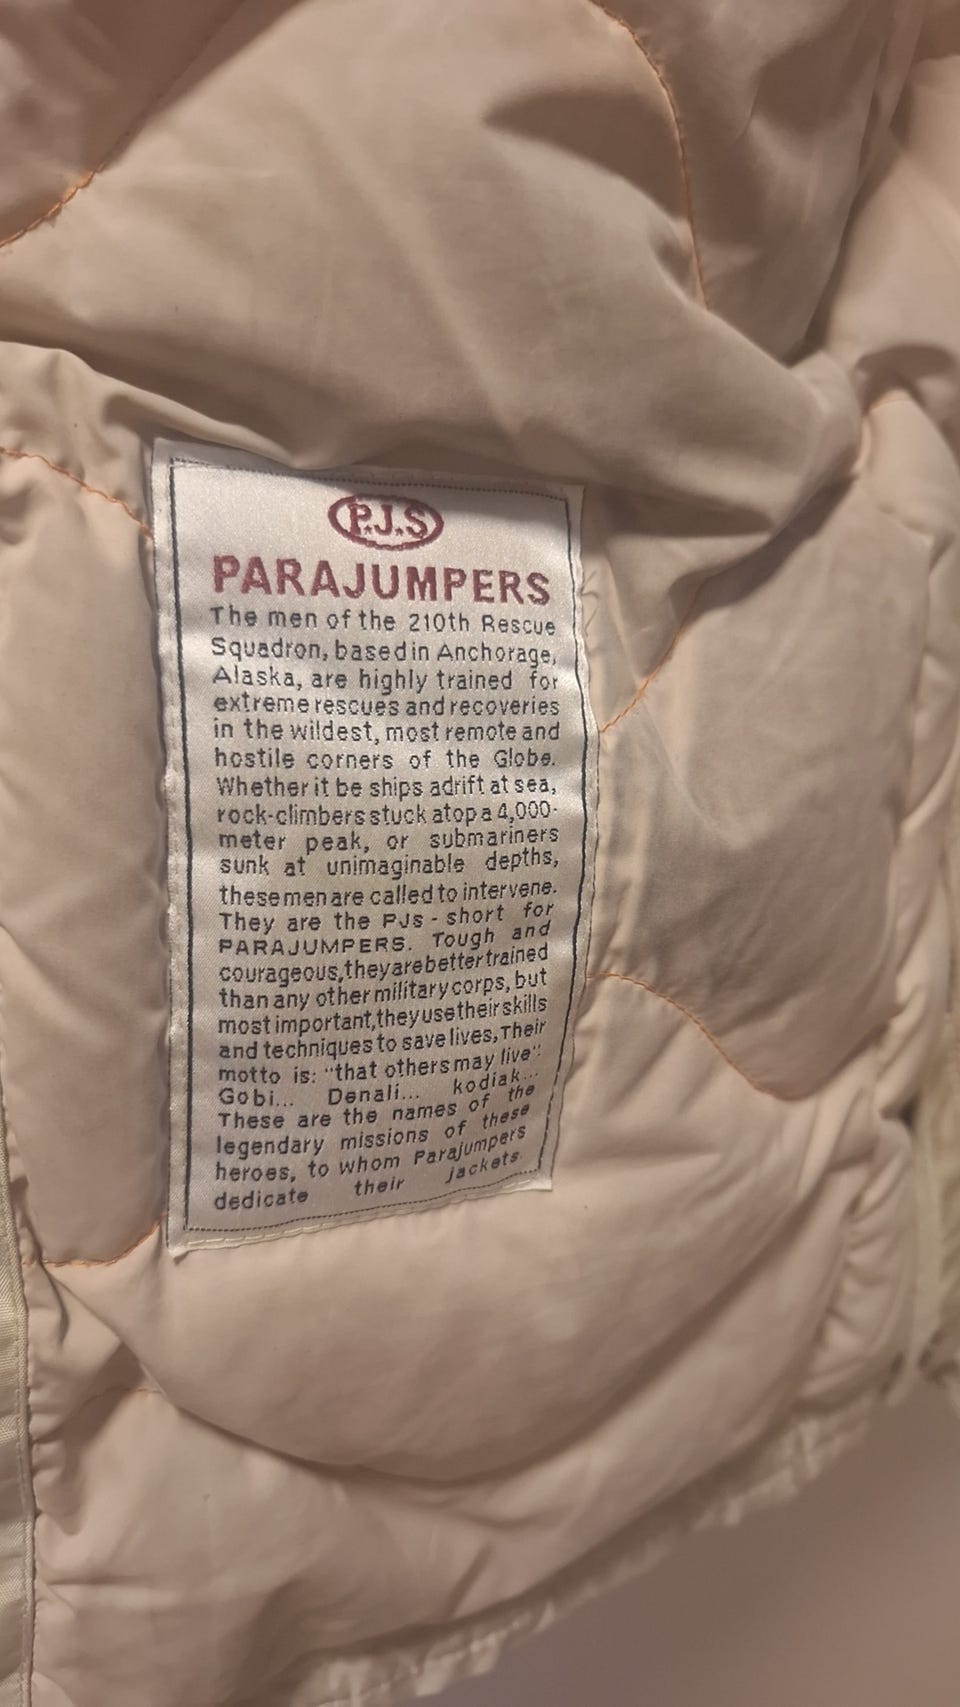 P.J.S
PARAJUMPERS
The men of the 210th Rescue
Squadron, based in Anchorage,
Alaska, are highly trained for
extreme rescues and recoveries
in the wildest, most remote and
hostile corners of the Globe.
Whether it be ships adrift at sea,
rock-climbers stuck atop a 4,000-
meter peak, or submariners
sunk at unimaginable depths,
these men are called to intervene.
They are the PJs - short for
PARAJUMPERS. Tough and
courageous, they are better trained
than any other military corps, but
most important, they use their skills
and techniques to save lives, Their
motto is: "that others may live":
Gobi... Denali... kodiak...
These are the names of the
legendary missions of these
heroes, to whom Parajumpers
dedicate their jackets.